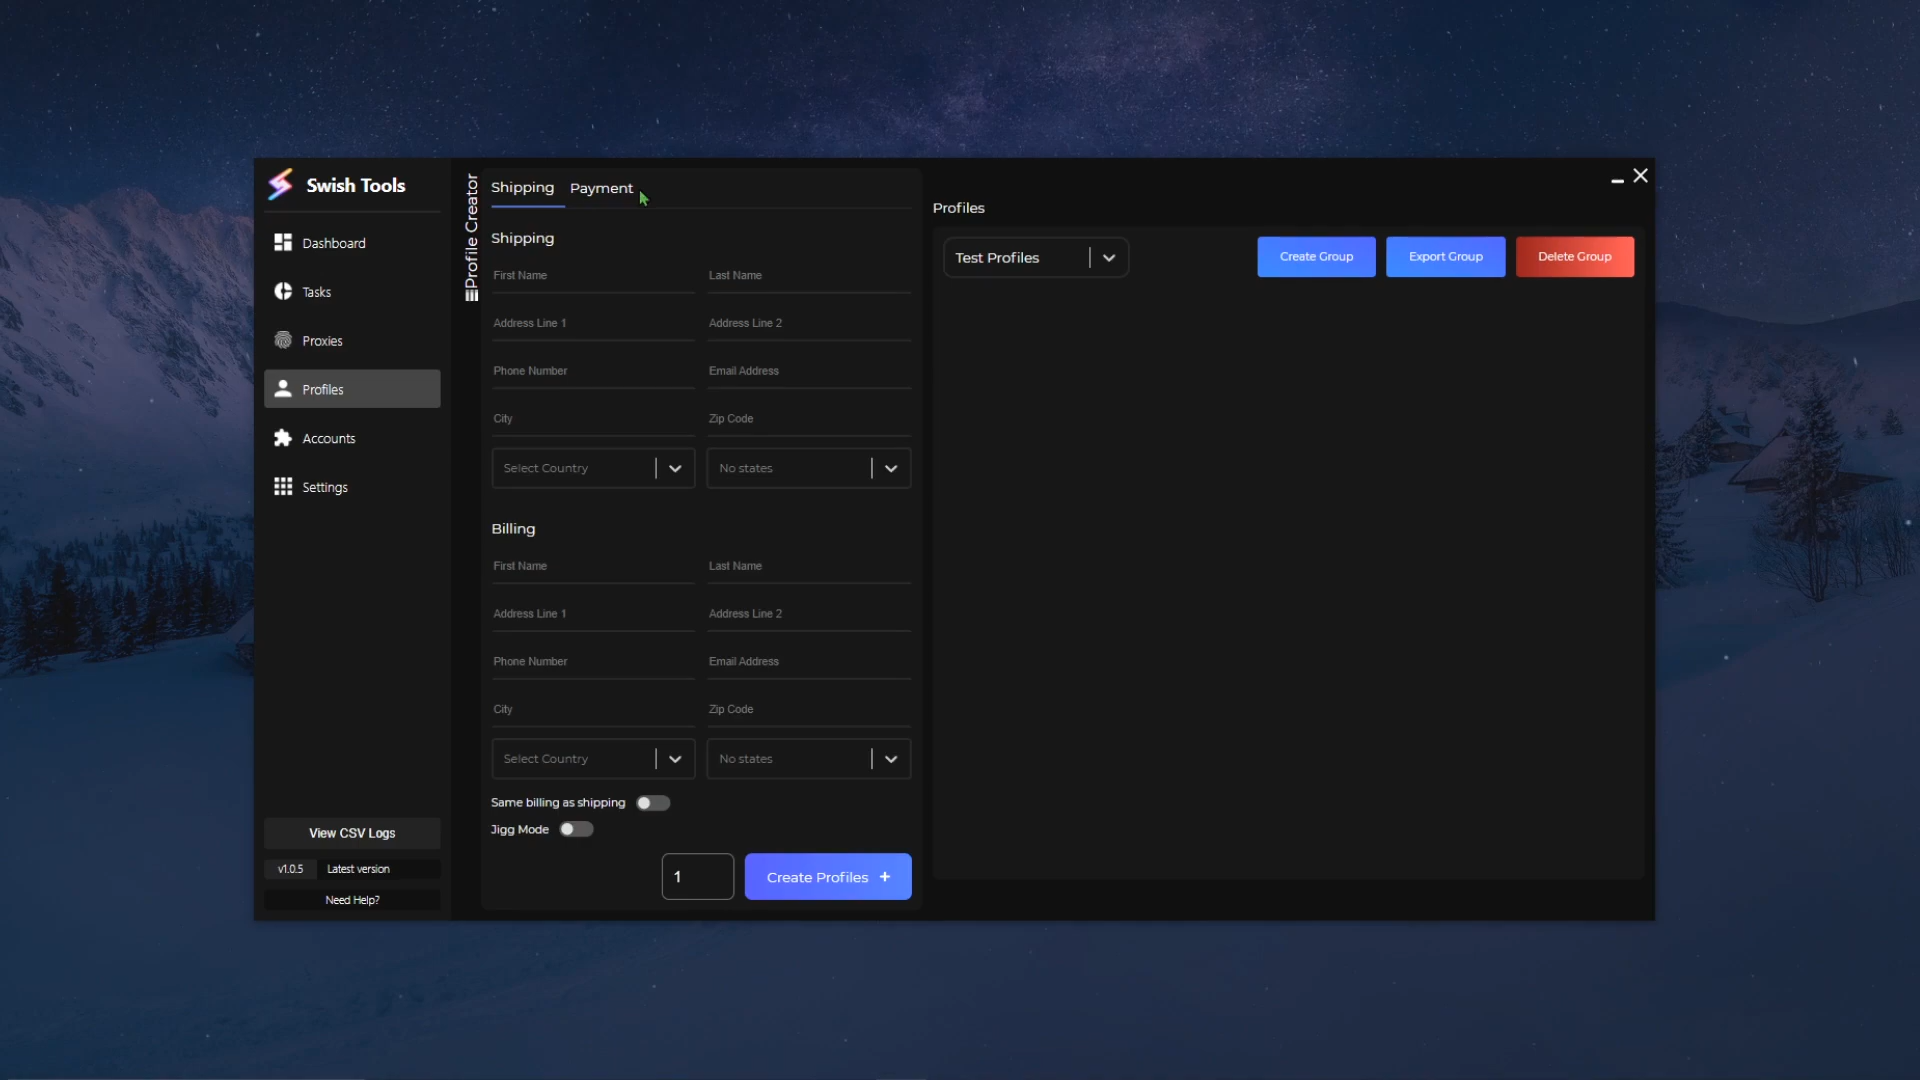 Swish Tools
Dashboard
Tasks
Proxies
Profiles
Accounts
Settings
View CSV Logs
v1.0.5 Latest version
Need Help?
Profile Creator
Shipping Payment
Shipping
First Name Last Name
Address Line 1 Address Line 2
Phone Number Email Address
City Zip Code
Select Country No states
Billing
First Name Last Name
Address Line 1 Address Line 2
Phone Number Email Address
City Zip Code
Select Country No states
Same billing as shipping
Jigg Mode
1 Create Profiles +
Profiles
Test Profiles Create Group Export Group Delete Group